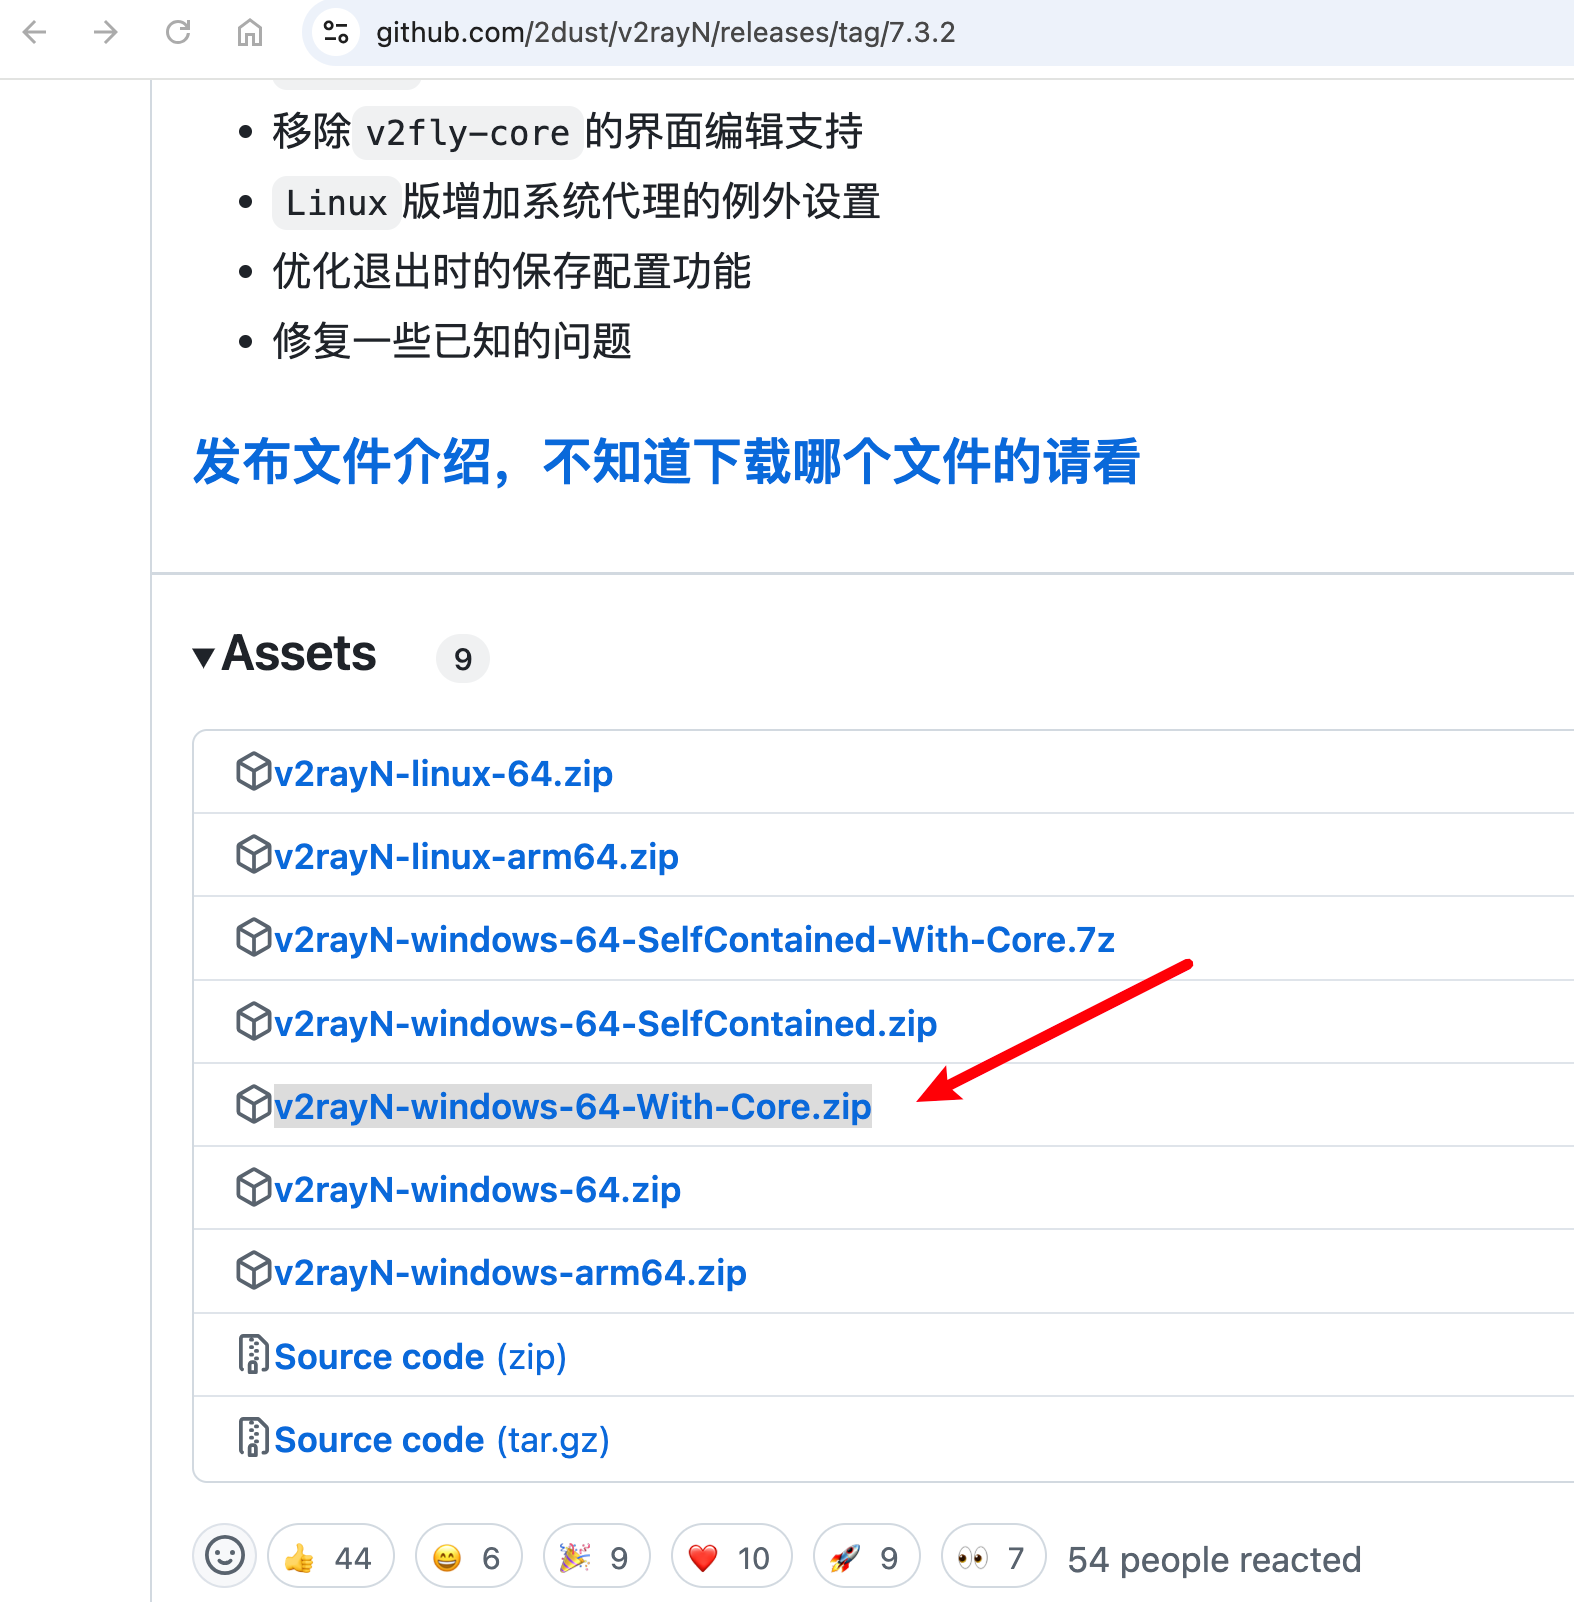 github.com/2dust/v2rayN/releases/tag/7.3.2
移除 v2fly-core 的界面编辑支持
Linux 版增加系统代理的例外设置
优化退出时的保存配置功能
修复一些已知的问题
发布文件介绍，不知道下载哪个文件的请看
Assets 9
v2rayN-linux-64.zip
v2rayN-linux-arm64.zip
v2rayN-windows-64-SelfContained-With-Core.7z
v2rayN-windows-64-SelfContained.zip
v2rayN-windows-64-With-Core.zip
v2rayN-windows-64.zip
v2rayN-windows-arm64.zip
Source code (zip)
Source code (tar.gz)
44 6 9 10 9 7 54 people reacted